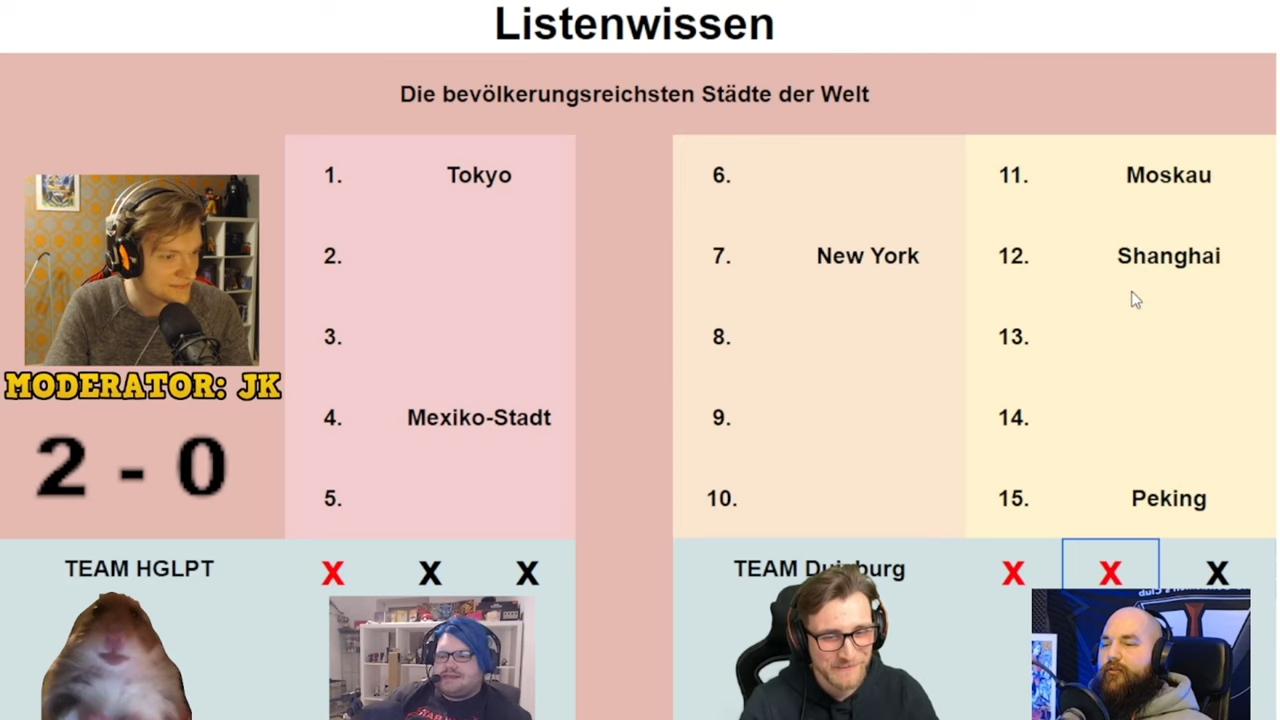 Listenwissen
Die bevölkerungsreichsten Städte der Welt
1. Tokyo
2.
3.
4. Mexiko-Stadt
5.
6.
7. New York
8.
9.
10.
11. Moskau
12. Shanghai
13.
14.
15. Peking
MODERATOR: JK
2 - 0
TEAM HGLPT
X X X
TEAM Duisburg
X X X